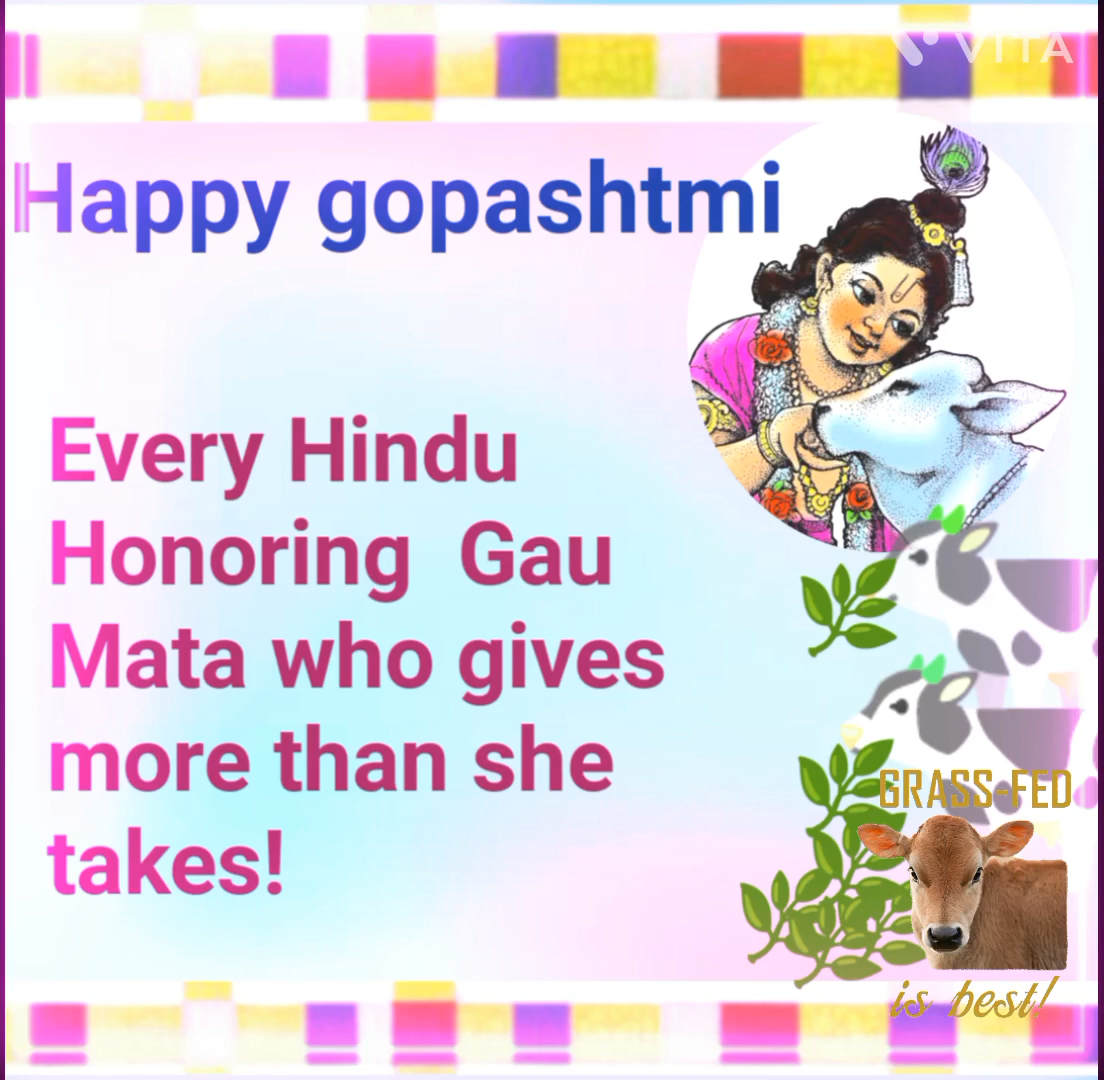 VITA
Happy gopashtmi
Every Hindu
Honoring Gau
Mata who gives
more than she
takes!
GRASS-FED
is best!